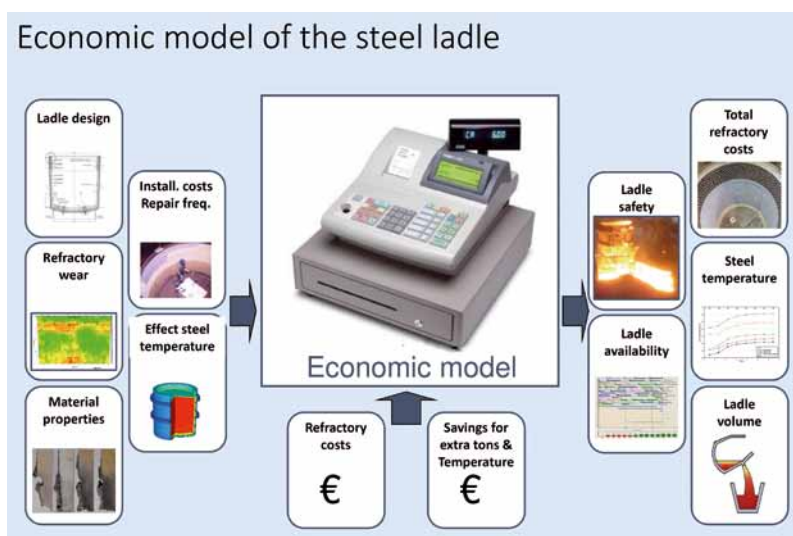 Economic model of the steel ladle
Ladle design
Refractory
wear
Material
properties
Install. costs
Repair freq.
Effect steel
temperature
Economic model
Refractory
costs
€
Savings for
extra tons &
Temperature
€
Ladle
safety
Ladle
availability
Total
refractory
costs
Steel
temperature
Ladle
volume